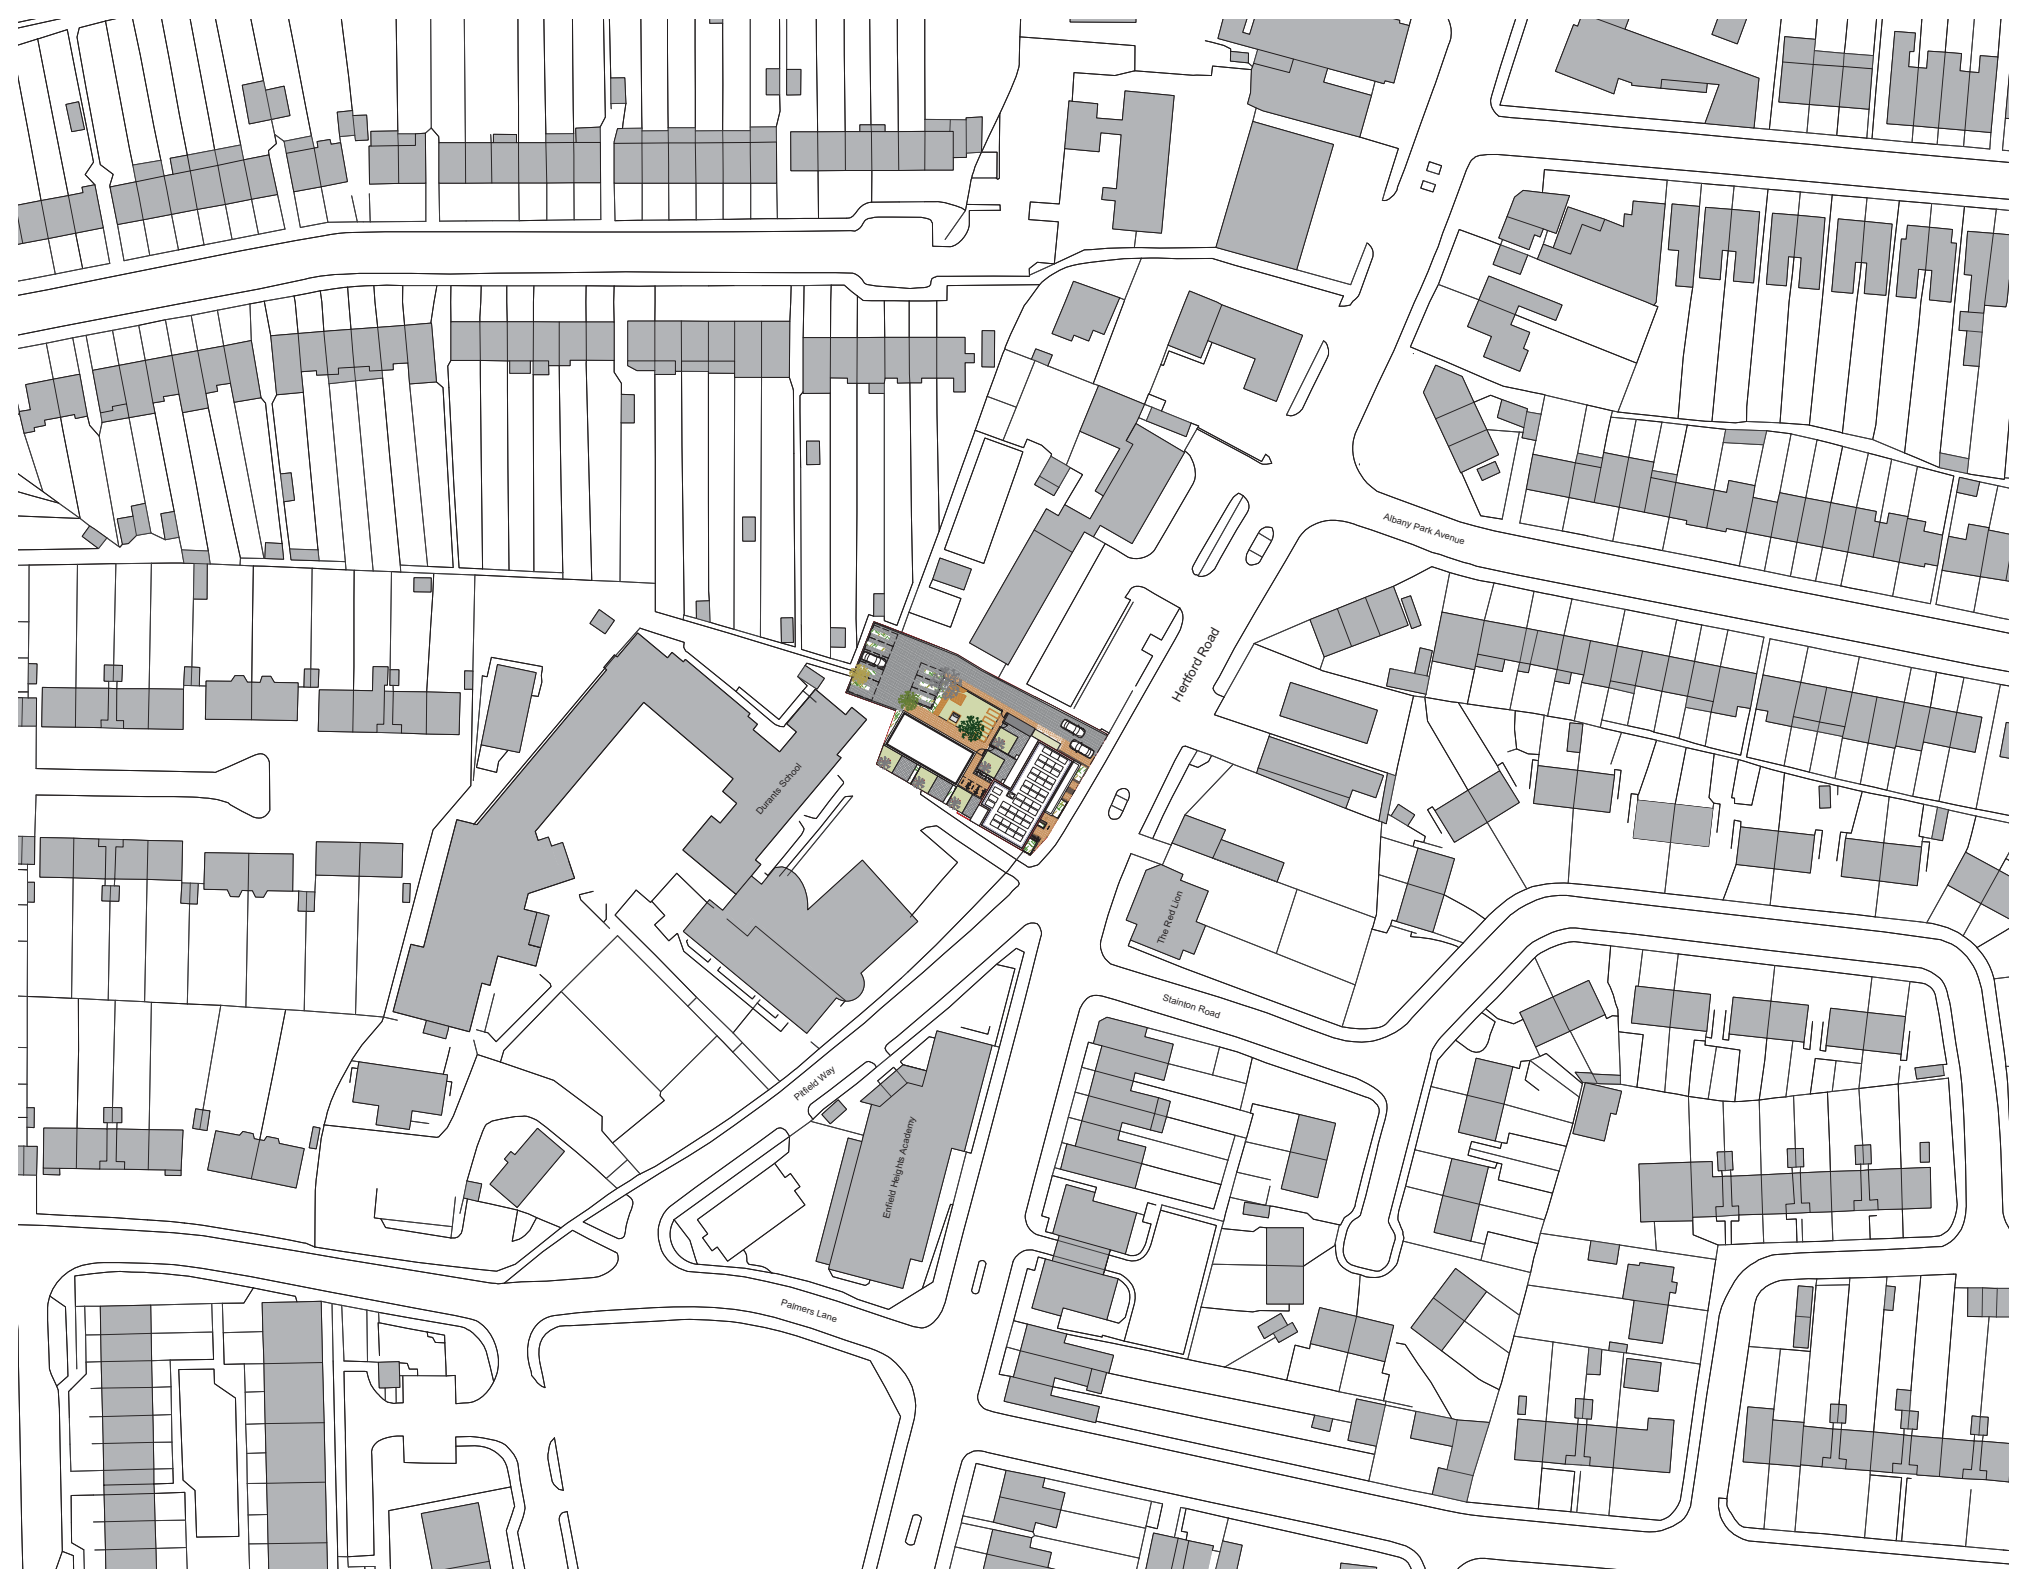 Albany Park Avenue
Hertford Road
Durants School
The Red Lion
Stainton Road
Pitfield Way
Enfield Heights Academy
Palmers Lane